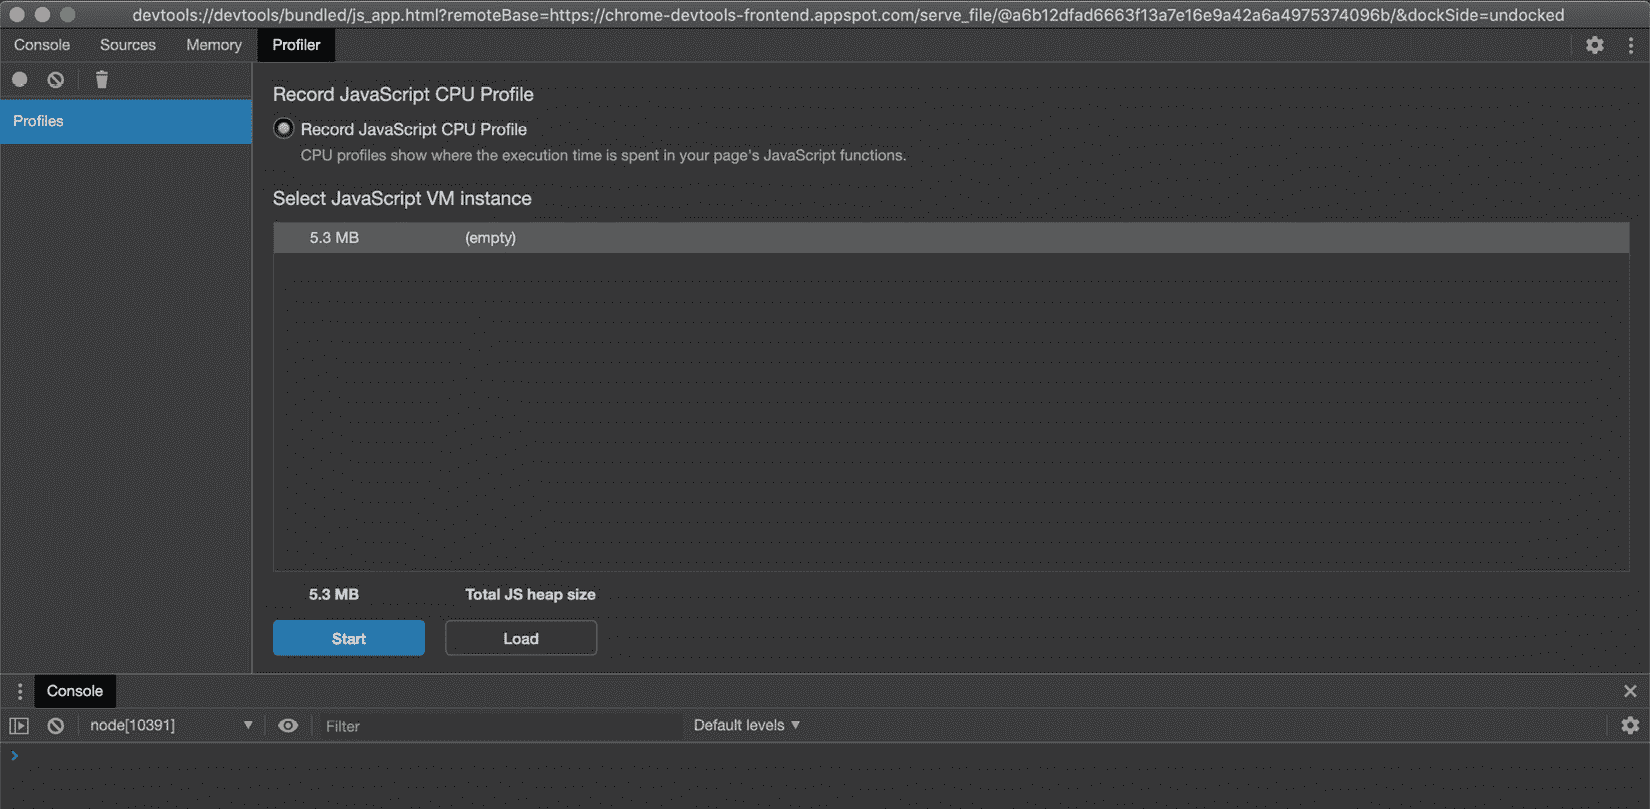 devtools://devtools/bundled/js_app.html?remoteBase=https://chrome-devtools-frontend.appspot.com/serve_file/@a6b12dfad6663f13a7e16e9a42a6a4975374096b/&dockSide=undocked
Console Sources Memory Profiler
Profiles
Record JavaScript CPU Profile
Record JavaScript CPU Profile
CPU profiles show where the execution time is spent in your page's JavaScript functions.
Select JavaScript VM instance
5.3 MB (empty)
5.3 MB Total JS heap size
Start Load
Console
node[10391] Filter Default levels